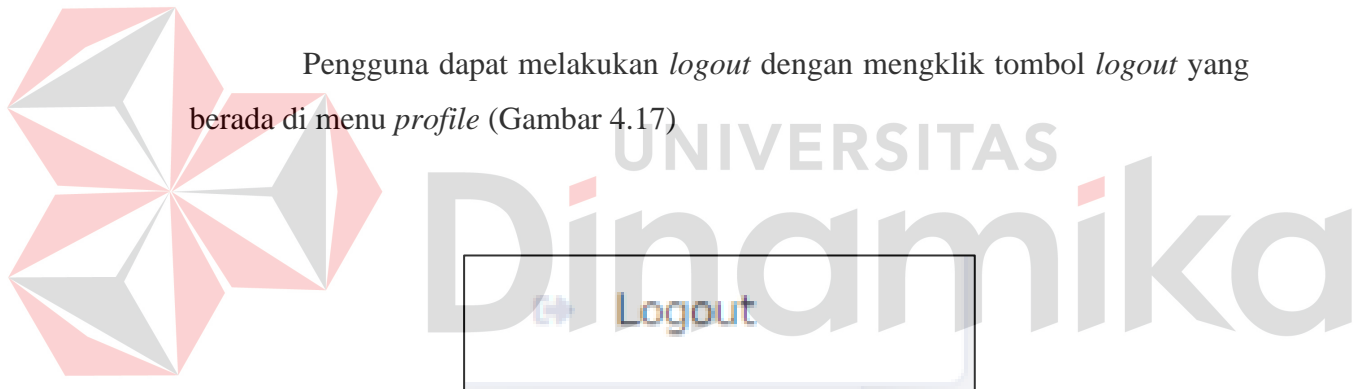 Pengguna dapat melakukan logout dengan mengklik tombol logout yang
berada di menu profile (Gambar 4.17)
UNIVERSITAS
Dinamika
Logout